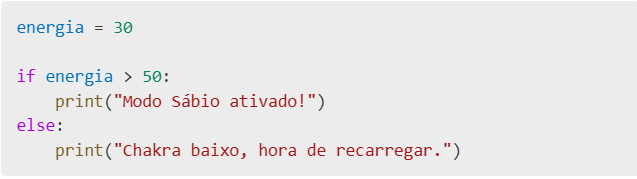 energia = 30
if energia > 50:
    print("Modo Sábio ativado!")
else:
    print("Chakra baixo, hora de recarregar.")